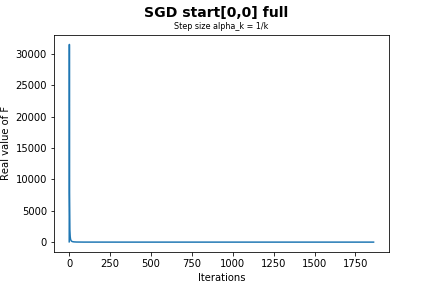 SGD start[0,0] full
Step size alpha_k = 1/k
Real value of F
30000
25000
20000
15000
10000
5000
0
0 250 500 750 1000 1250 1500 1750
Iterations